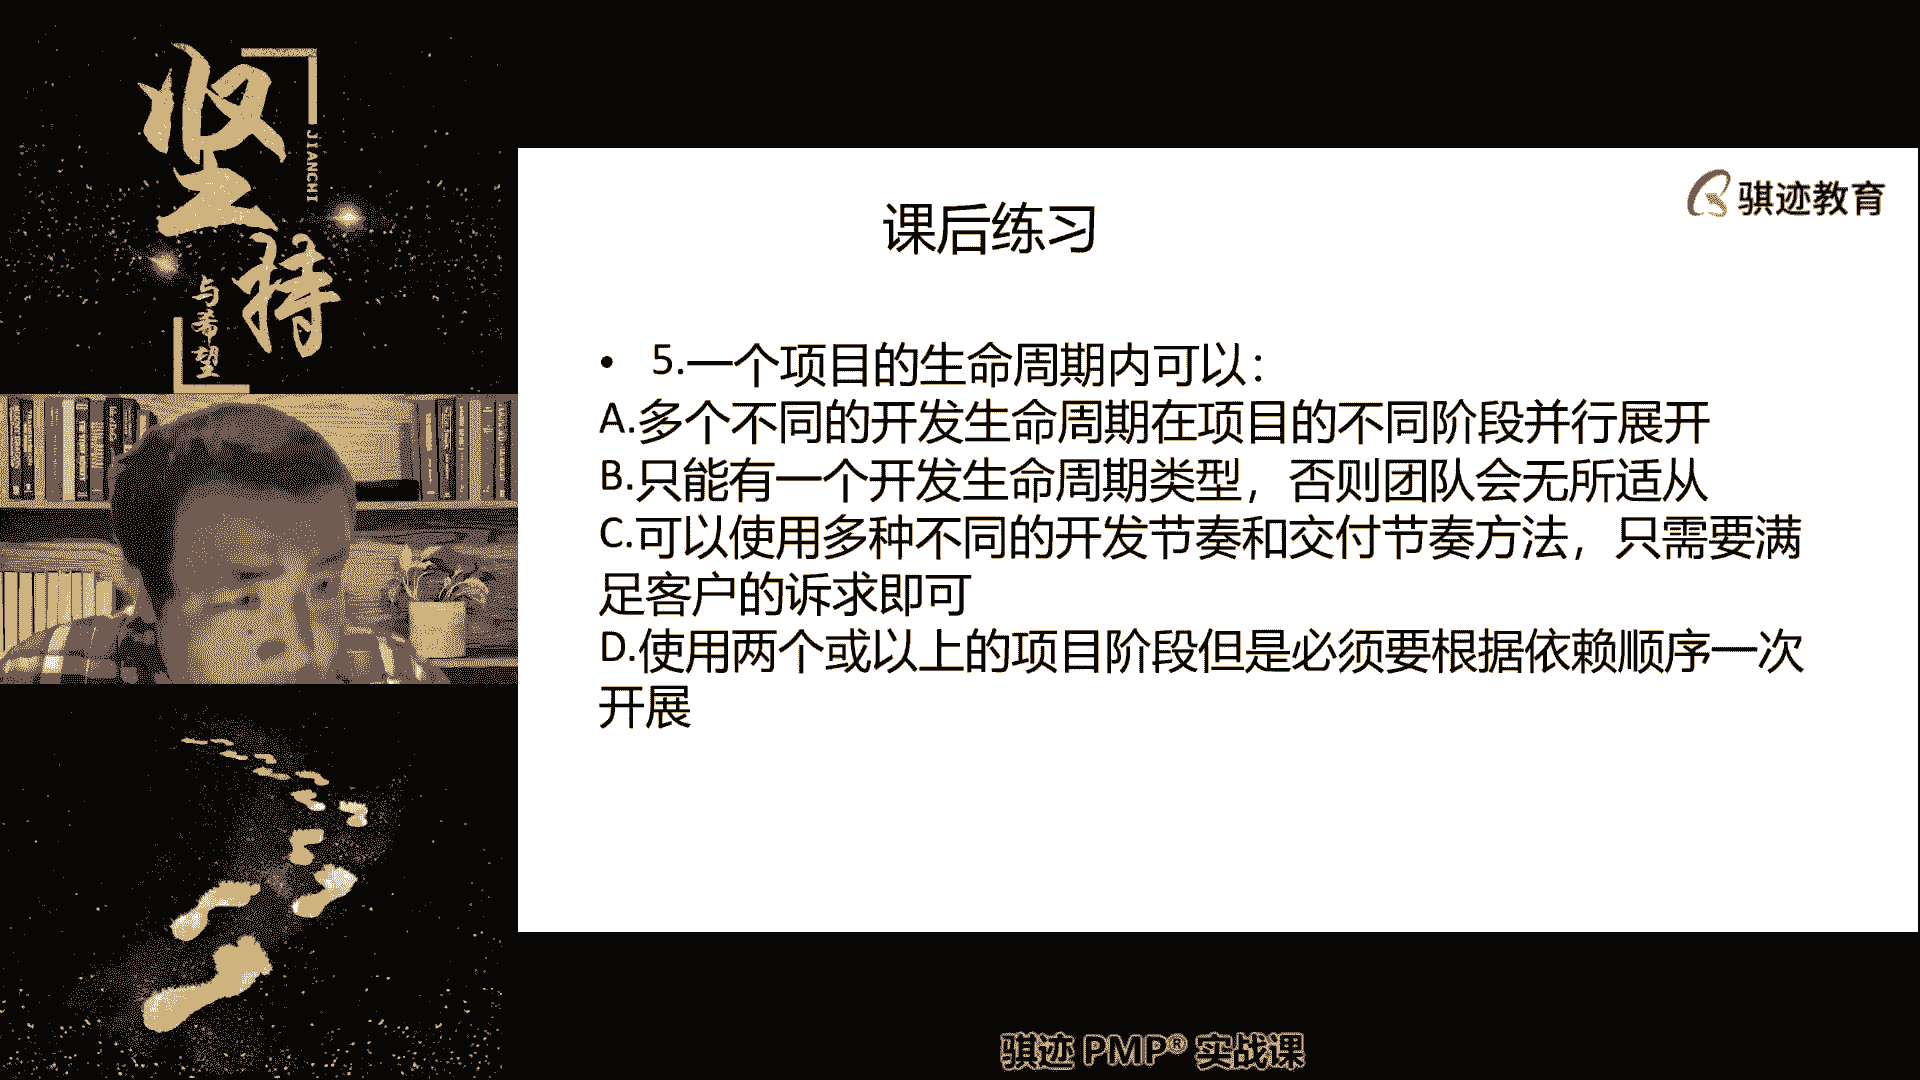 坚持
JIANCHI
与希望
骐迹教育
课后练习
• 5.一个项目的生命周期内可以：
A.多个不同的开发生命周期在项目的不同阶段并行展开
B.只能有一个开发生命周期类型，否则团队会无所适从
C.可以使用多种不同的开发节奏和交付节奏方法，只需要满
足客户的诉求即可
D.使用两个或以上的项目阶段但是必须要根据依赖顺序一次
开展
骐迹 PMP® 实战课